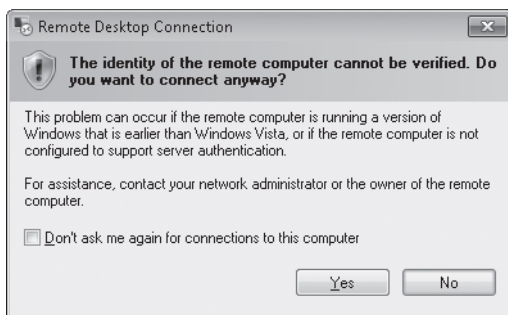 Remote Desktop Connection
The identity of the remote computer cannot be verified. Do
you want to connect anyway?
This problem can occur if the remote computer is running a version of
Windows that is earlier than Windows Vista, or if the remote computer is not
configured to support server authentication.
For assistance, contact your network administrator or the owner of the remote
computer.
Don't ask me again for connections to this computer
Yes No